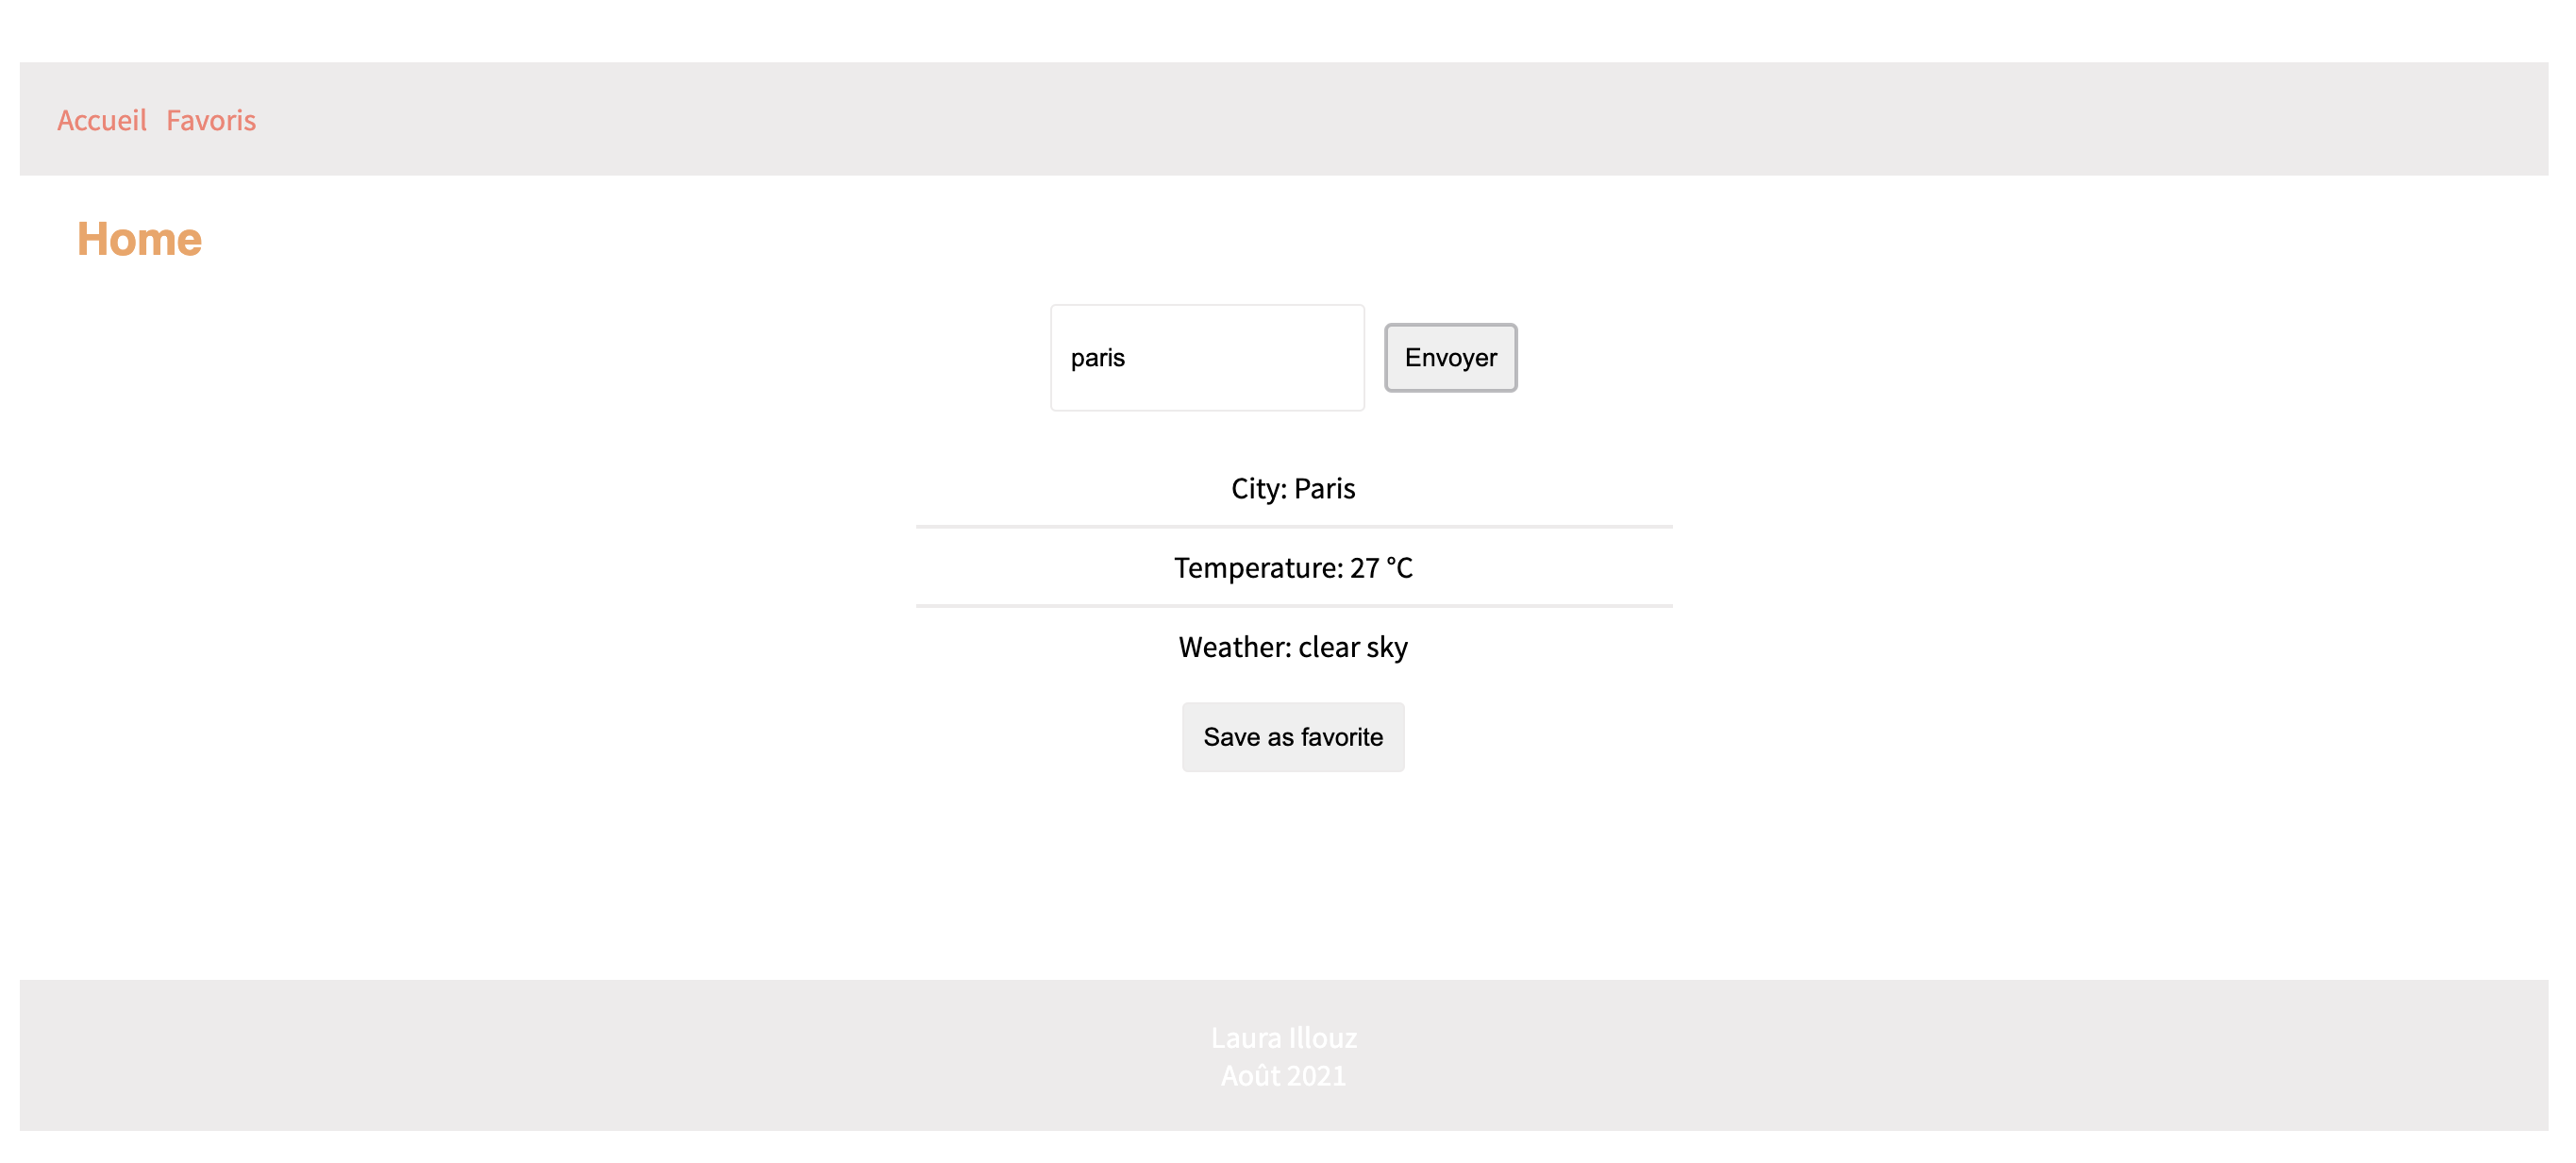 Accueil Favoris
Home
paris Envoyer
City: Paris
Temperature: 27 °C
Weather: clear sky
Save as favorite
Laura Illouz
Août 2021